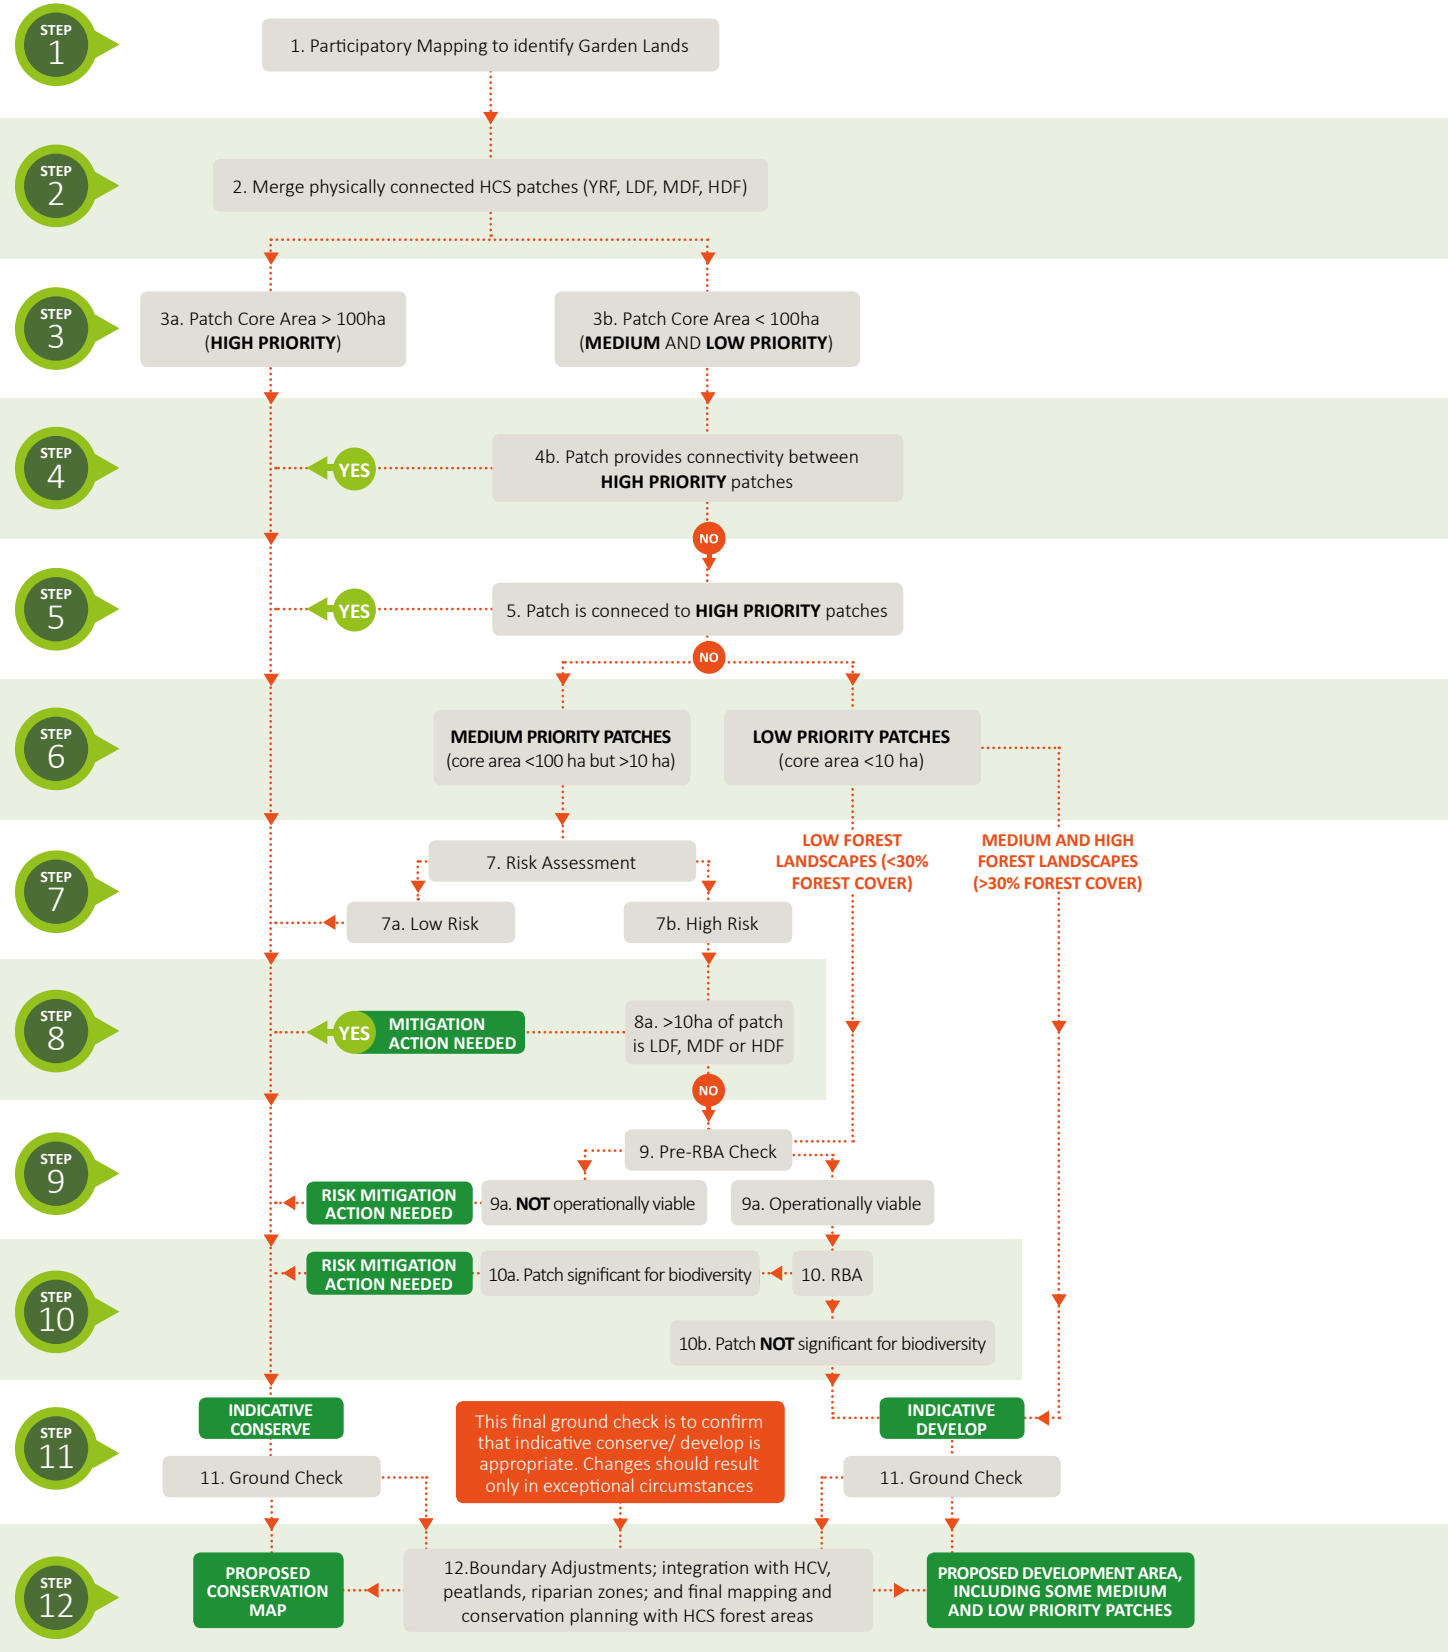 STEP
1
1. Participatory Mapping to identify Garden Lands
STEP
2
2. Merge physically connected HCS patches (YRF, LDF, MDF, HDF)
STEP
3
3a. Patch Core Area > 100ha
(HIGH PRIORITY)
3b. Patch Core Area < 100ha
(MEDIUM AND LOW PRIORITY)
STEP
4
YES
4b. Patch provides connectivity between
HIGH PRIORITY patches
NO
STEP
5
YES
5. Patch is conneced to HIGH PRIORITY patches
NO
STEP
6
MEDIUM PRIORITY PATCHES
(core area <100 ha but >10 ha)
LOW PRIORITY PATCHES
(core area <10 ha)
LOW FOREST
LANDSCAPES (<30%
FOREST COVER)
MEDIUM AND HIGH
FOREST LANDSCAPES
(>30% FOREST COVER)
STEP
7
7. Risk Assessment
7a. Low Risk
7b. High Risk
STEP
8
YES
MITIGATION
ACTION NEEDED
8a. >10ha of patch
is LDF, MDF or HDF
NO
STEP
9
9. Pre-RBA Check
RISK MITIGATION
ACTION NEEDED
9a. NOT operationally viable
9a. Operationally viable
STEP
10
RISK MITIGATION
ACTION NEEDED
10a. Patch significant for biodiversity
10. RBA
10b. Patch NOT significant for biodiversity
STEP
11
INDICATIVE
CONSERVE
11. Ground Check
This final ground check is to confirm
that indicative conserve/ develop is
appropriate. Changes should result
only in exceptional circumstances
INDICATIVE
DEVELOP
11. Ground Check
STEP
12
PROPOSED
CONSERVATION
MAP
12.Boundary Adjustments; integration with HCV,
peatlands, riparian zones; and final mapping and
conservation planning with HCS forest areas
PROPOSED DEVELOPMENT AREA,
INCLUDING SOME MEDIUM
AND LOW PRIORITY PATCHES